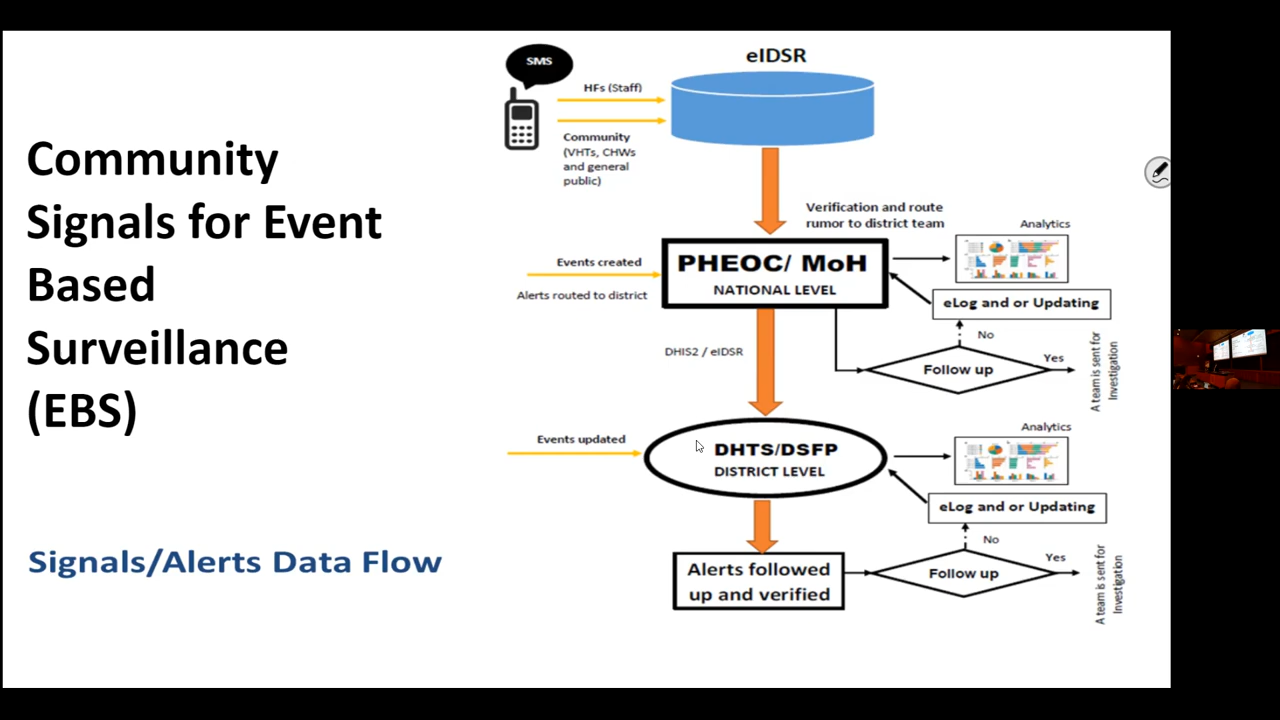 Community
Signals for Event
Based
Surveillance
(EBS)
Signals/Alerts Data Flow
SMS
eIDSR
HFs (Staff)
Community
(VHTs, CHWs
and general
public)
Verification and route
rumor to district team
Analytics
Events created
PHEOC/ MoH
NATIONAL LEVEL
Alerts routed to district
eLog and or Updating
No
DHIS2 / eIDSR
Follow up
Yes
A team is sent for
Investigation
Analytics
Events updated
DHTS/DSFP
DISTRICT LEVEL
eLog and or Updating
No
Alerts followed
up and verified
Follow up
Yes
A team is sent for
Investigation